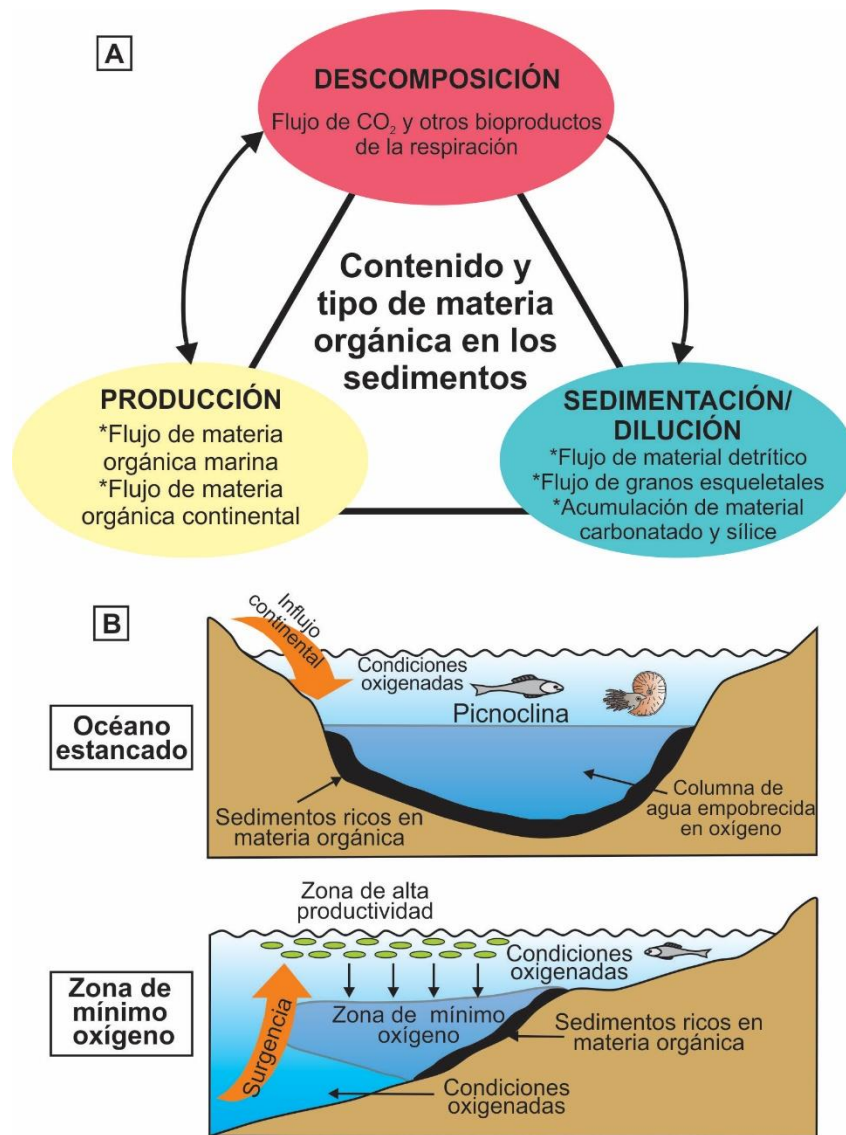 A
DESCOMPOSICIÓN
Flujo de CO₂ y otros bioproductos
de la respiración
Contenido y
tipo de materia
orgánica en los
sedimentos
PRODUCCIÓN
*Flujo de materia
orgánica marina
*Flujo de materia
orgánica continental
SEDIMENTACIÓN/
DILUCIÓN
*Flujo de material detrítico
*Flujo de granos esqueletales
*Acumulación de material
carbonatado y sílice
B
Influjo
continental
Condiciones
oxigenadas
Picnoclina
Océano
estancado
Sedimentos ricos en
materia orgánica
Columna de
agua empobrecida
en oxígeno
Zona de alta
productividad
Condiciones
oxigenadas
Zona de
mínimo
oxígeno
Surgencia
Zona de mínimo
oxígeno
Sedimentos ricos en
materia orgánica
Condiciones
oxigenadas